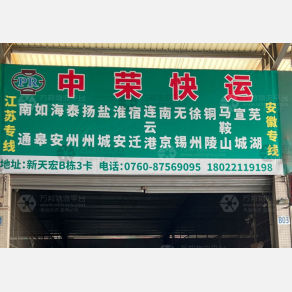 PR
中荣快运
江苏专线
南通
如皋
海安
泰州
扬州
盐城
淮安
宿迁
连云港
南京
无锡
徐州
铜陵
马鞍山
宣城
芜湖
安徽专线
地址:新天宏B栋3卡 电话:0760-87569095 18022119198
803